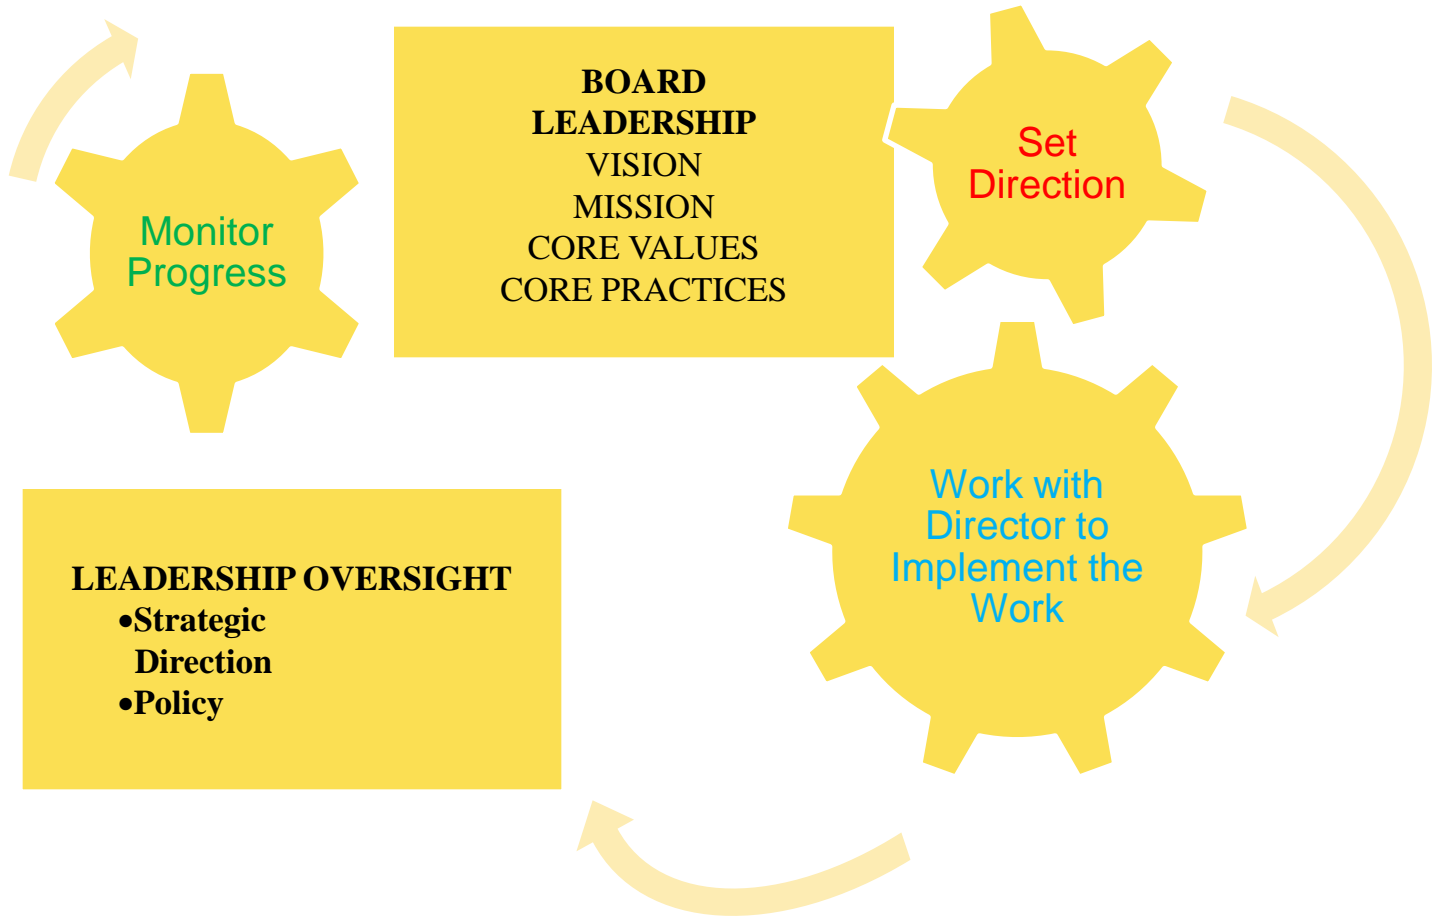 BOARD
LEADERSHIP
VISION
MISSION
CORE VALUES
CORE PRACTICES
Set
Direction
Monitor
Progress
Work with
Director to
Implement the
Work
LEADERSHIP OVERSIGHT
•Strategic
Direction
•Policy